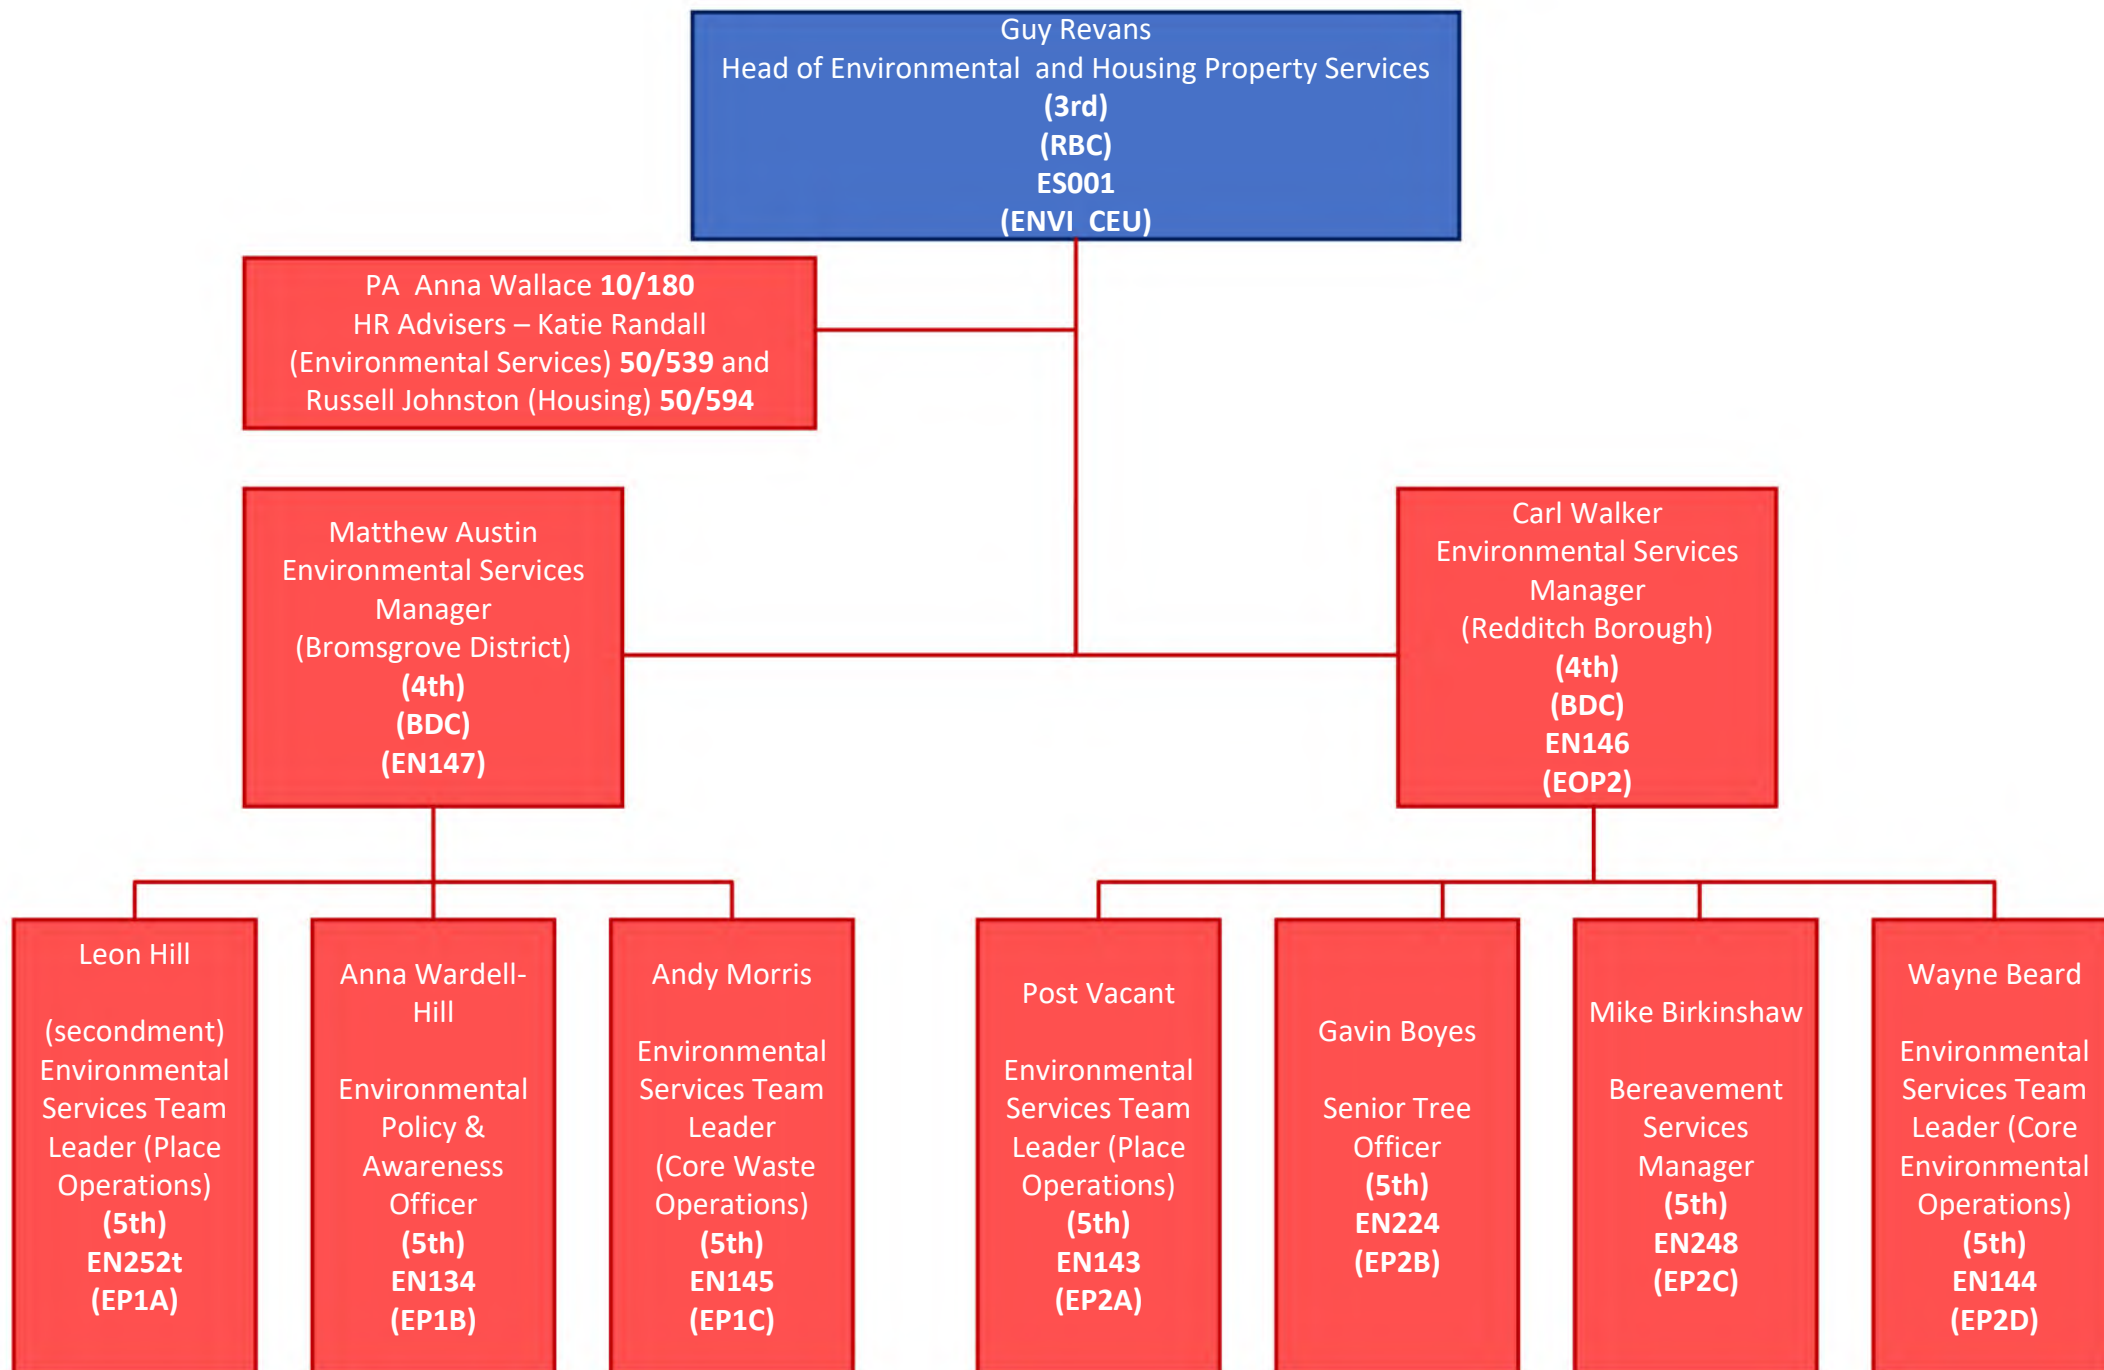 Guy Revans
Head of Environmental and Housing Property Services
(3rd)
(RBC)
ES001
(ENVI CEU)
PA Anna Wallace 10/180
HR Advisers – Katie Randall
(Environmental Services) 50/539 and
Russell Johnston (Housing) 50/594
Matthew Austin
Environmental Services
Manager
(Bromsgrove District)
(4th)
(BDC)
(EN147)
Carl Walker
Environmental Services
Manager
(Redditch Borough)
(4th)
(BDC)
EN146
(EOP2)
Leon Hill
(secondment)
Environmental
Services Team
Leader (Place
Operations)
(5th)
EN252t
(EP1A)
Anna Wardell-
Hill
Environmental
Policy &
Awareness
Officer
(5th)
EN134
(EP1B)
Andy Morris
Environmental
Services Team
Leader
(Core Waste
Operations)
(5th)
EN145
(EP1C)
Post Vacant
Environmental
Services Team
Leader (Place
Operations)
(5th)
EN143
(EP2A)
Gavin Boyes
Senior Tree
Officer
(5th)
EN224
(EP2B)
Mike Birkinshaw
Bereavement
Services
Manager
(5th)
EN248
(EP2C)
Wayne Beard
Environmental
Services Team
Leader (Core
Environmental
Operations)
(5th)
EN144
(EP2D)